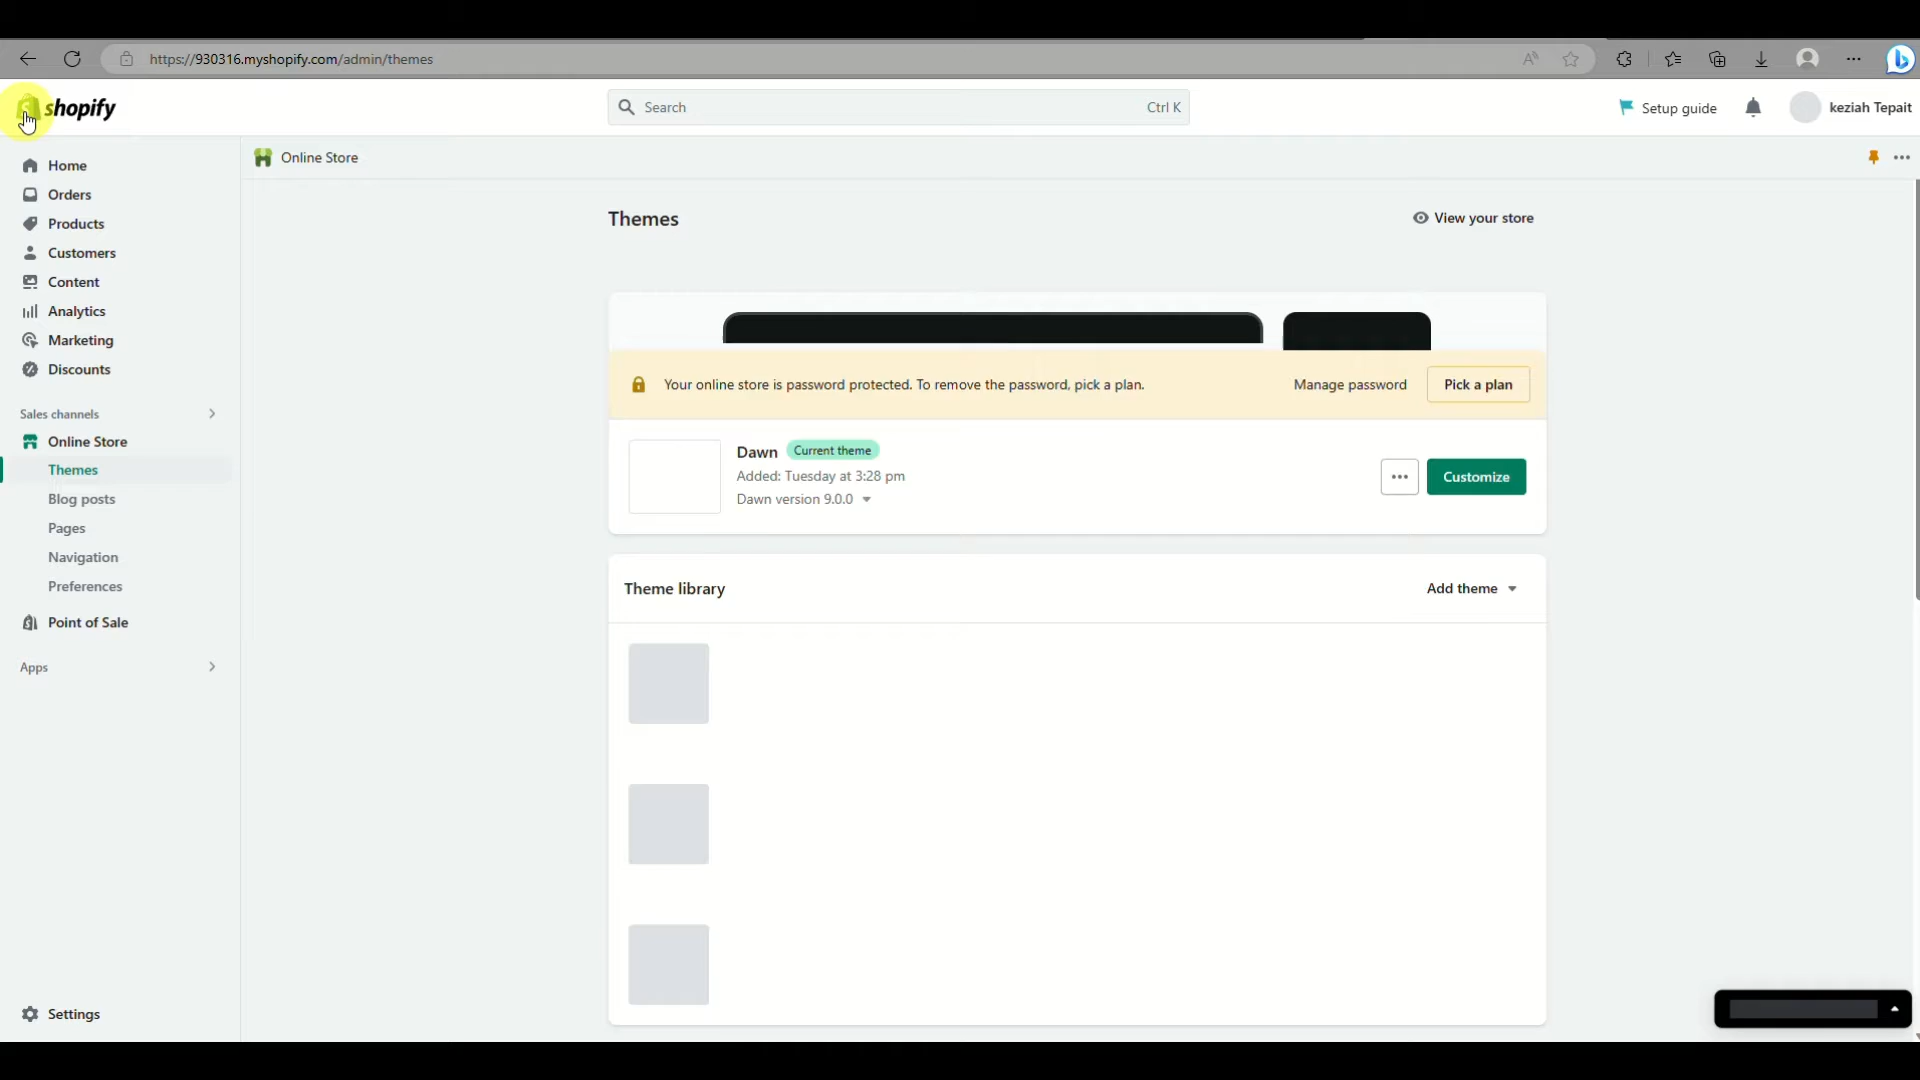 https://930316.myshopify.com/admin/themes
shopify
Search
Ctrl K
Setup guide
keziah Tepait
Home
Orders
Products
Customers
Content
Analytics
Marketing
Discounts
Sales channels
Online Store
Themes
Blog posts
Pages
Navigation
Preferences
Point of Sale
Apps
Settings
Online Store
Themes
View your store
Your online store is password protected. To remove the password, pick a plan.
Manage password
Pick a plan
Dawn Current theme
Added: Tuesday at 3:28 pm
Dawn version 9.0.0
Customize
Theme library
Add theme